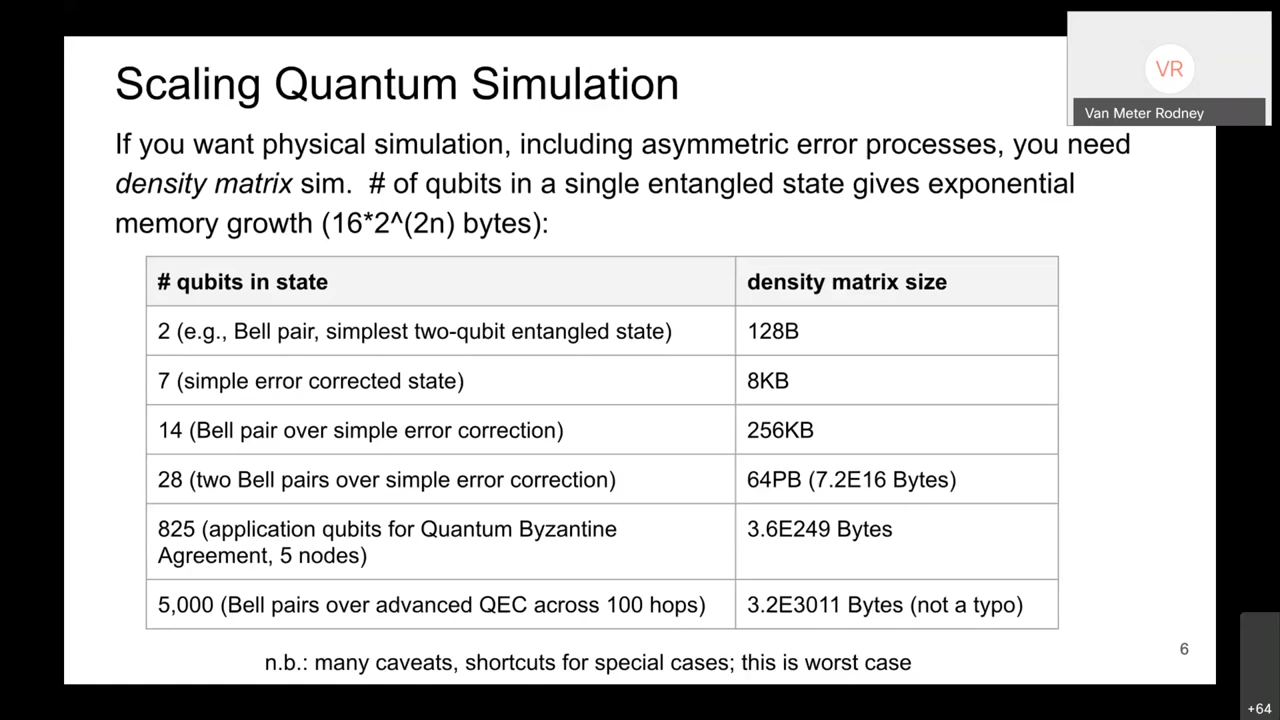 Scaling Quantum Simulation
VR
Van Meter Rodney
If you want physical simulation, including asymmetric error processes, you need
density matrix sim.  # of qubits in a single entangled state gives exponential
memory growth (16*2^(2n) bytes):
# qubits in state
density matrix size
2 (e.g., Bell pair, simplest two-qubit entangled state)
128B
7 (simple error corrected state)
8KB
14 (Bell pair over simple error correction)
256KB
28 (two Bell pairs over simple error correction)
64PB (7.2E16 Bytes)
825 (application qubits for Quantum Byzantine
Agreement, 5 nodes)
3.6E249 Bytes
5,000 (Bell pairs over advanced QEC across 100 hops)
3.2E3011 Bytes (not a typo)
n.b.: many caveats, shortcuts for special cases; this is worst case
6
+64